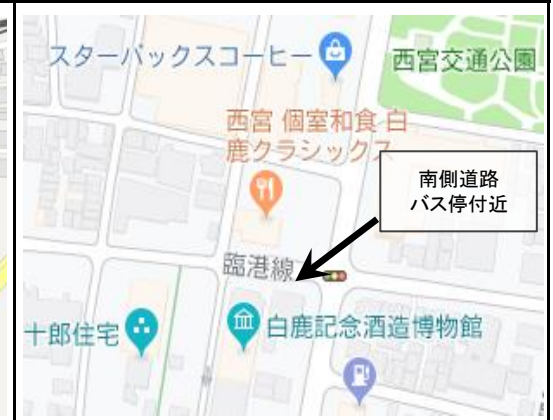 スターバックスコーヒー
西宮交通公園
西宮 個室和食 白
鹿クラシックス
南側道路
バス停付近
臨港線
十郎住宅
白鹿記念酒造博物館